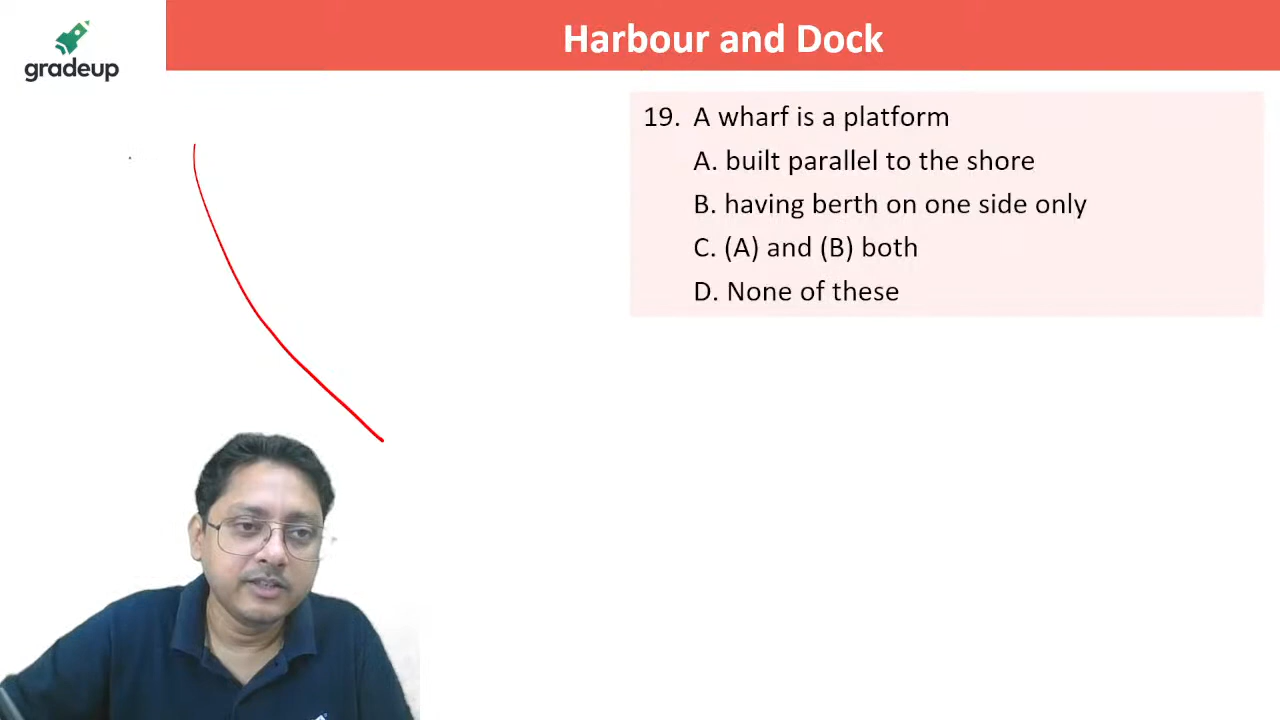 Harbour and Dock
gradeup
19. A wharf is a platform
A. built parallel to the shore
B. having berth on one side only
C. (A) and (B) both
D. None of these